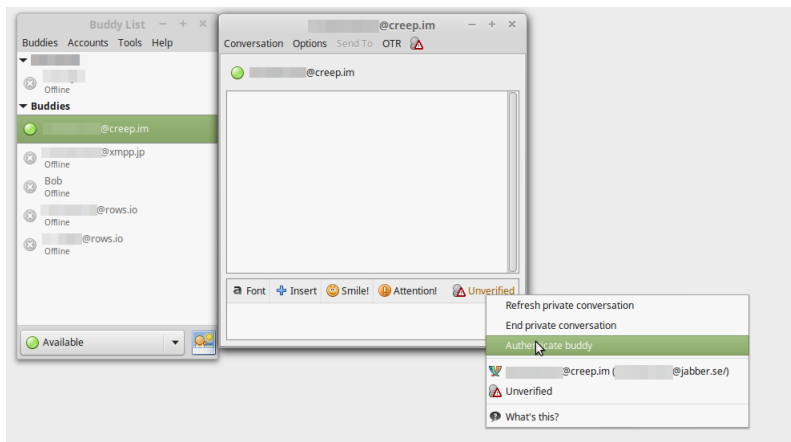 Buddy List
Buddies Accounts Tools Help
Offline
Buddies
@creep.im
@xmpp.jp
Offline
Bob
Offline
@rows.io
Offline
@rows.io
Offline
Available
@creep.im
Conversation Options Send To OTR
@creep.im
a Font Insert Smile! Attention! Unverified
Refresh private conversation
End private conversation
Authenticate buddy
@creep.im ( @jabber.se/)
Unverified
What's this?